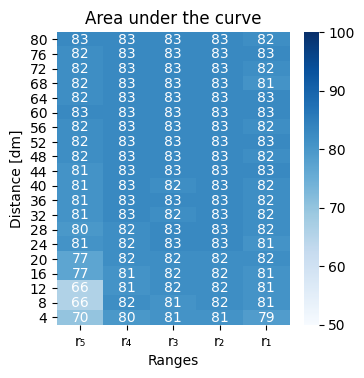 Area under the curve
80 83 83 83 83 82
76 82 83 83 83 83
72 82 83 83 83 82
68 82 83 83 83 81
64 82 83 83 83 83
60 83 83 83 83 83
56 82 83 83 83 82
52 82 83 83 83 83
48 82 83 83 83 82
44 81 83 83 83 83
40 81 83 82 83 82
36 81 83 83 83 82
32 81 83 82 83 82
28 80 82 83 83 82
24 81 82 83 83 81
20 77 82 82 82 82
16 77 81 82 82 81
12 66 81 82 82 81
8 66 82 81 82 81
4 70 80 81 81 79
r₅ r₄ r₃ r₂ r₁
Ranges
Distance [dm]
100
90
80
70
60
50